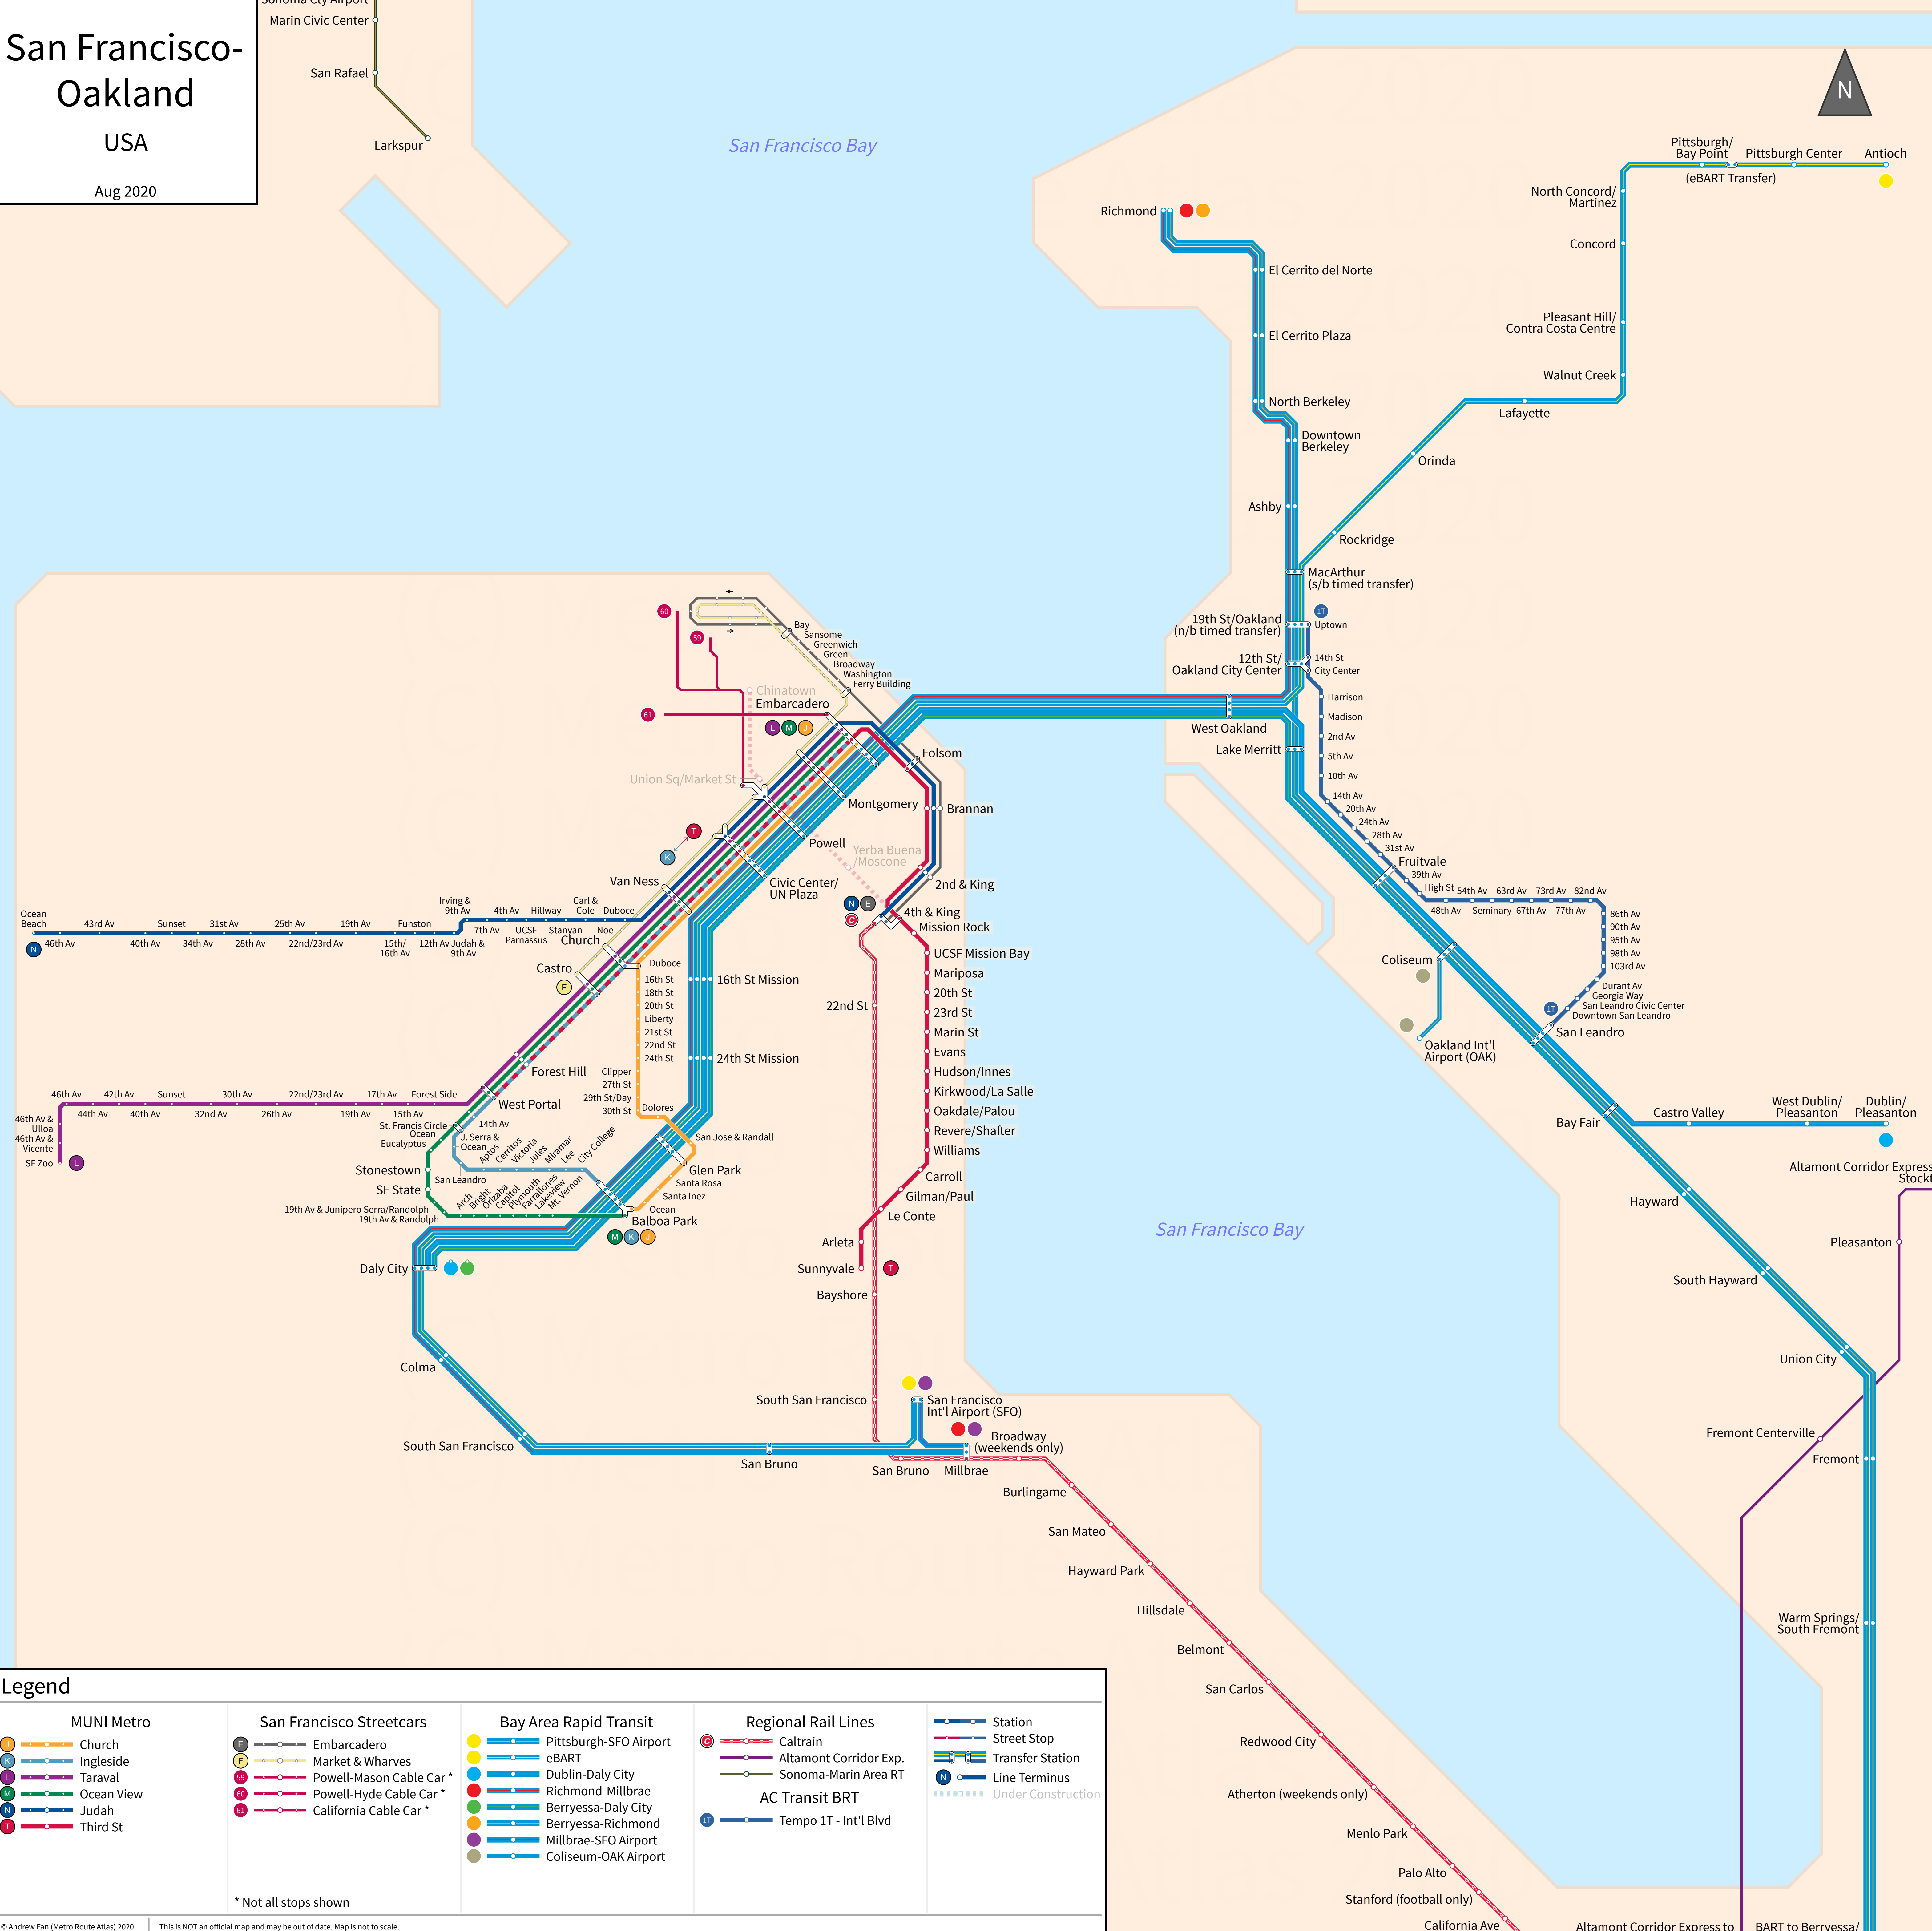 San Francisco-
Oakland
USA
Aug 2020
Sonoma Cty Airport
Marin Civic Center
San Rafael
Larkspur
San Francisco Bay
N
Pittsburgh/
Bay Point
Pittsburgh Center
Antioch
(eBART Transfer)
North Concord/
Martinez
Concord
Pleasant Hill/
Contra Costa Centre
Walnut Creek
Lafayette
Orinda
Rockridge
Richmond
El Cerrito del Norte
El Cerrito Plaza
North Berkeley
Downtown
Berkeley
Ashby
MacArthur
(s/b timed transfer)
19th St/Oakland
(n/b timed transfer)
1T
Uptown
12th St/
Oakland City Center
14th St
City Center
Harrison
Madison
2nd Av
5th Av
10th Av
14th Av
20th Av
24th Av
28th Av
31st Av
Fruitvale
39th Av
High St
54th Av
63rd Av
73rd Av
82nd Av
48th Av
Seminary
67th Av
77th Av
86th Av
90th Av
95th Av
98th Av
103rd Av
Durant Av
Georgia Way
San Leandro Civic Center
Downtown San Leandro
1T
San Leandro
West Oakland
Lake Merritt
Coliseum
Oakland Int'l
Airport (OAK)
Bay Fair
Castro Valley
West Dublin/
Pleasanton
Dublin/
Pleasanton
Altamont Corridor Express
Stockt
Hayward
Pleasanton
South Hayward
Union City
Fremont Centerville
Fremont
Warm Springs/
South Fremont
Altamont Corridor Express to
BART to Berryessa/
60
59
61
Bay
Sansome
Greenwich
Green
Broadway
Washington
Ferry Building
Chinatown
Embarcadero
L
M
J
Union Sq/Market St
Folsom
Montgomery
Brannan
Powell
Yerba Buena
/Moscone
T
K
Civic Center/
UN Plaza
2nd & King
N
E
C
4th & King
Mission Rock
Van Ness
Ocean
Beach
43rd Av
Sunset
31st Av
25th Av
19th Av
Funston
Irving &
9th Av
4th Av
Hillway
Carl &
Cole
Duboce
N
46th Av
40th Av
34th Av
28th Av
22nd/23rd Av
15th/
16th Av
12th Av
Judah &
9th Av
7th Av
UCSF
Parnassus
Stanyan
Noe
Church
Castro
F
Duboce
16th St
18th St
20th St
Liberty
21st St
22nd St
24th St
Clipper
27th St
29th St/Day
30th St
Dolores
16th St Mission
24th St Mission
22nd St
UCSF Mission Bay
Mariposa
20th St
23rd St
Marin St
Evans
Hudson/Innes
Kirkwood/La Salle
Oakdale/Palou
Revere/Shafter
Williams
Carroll
Gilman/Paul
Le Conte
Arleta
Sunnyvale
T
Bayshore
Forest Hill
West Portal
46th Av
42th Av
Sunset
30th Av
22nd/23rd Av
17th Av
Forest Side
44th Av
40th Av
32nd Av
26th Av
19th Av
15th Av
46th Av &
Ulloa
46th Av &
Vicente
SF Zoo
L
St. Francis Circle
14th Av
Ocean
Eucalyptus
J. Serra &
Ocean
Aptos
Cerritos
Victoria
Jules
Miramar
Lee
City College
San Leandro
Stonestown
SF State
19th Av & Junipero Serra/Randolph
19th Av & Randolph
Arch
Bright
Orizaba
Capitol
Plymouth
Farrallones
Lakeview
Mt. Vernon
San Jose & Randall
Glen Park
Santa Rosa
Santa Inez
Ocean
Balboa Park
M
K
J
Daly City
Colma
South San Francisco
San Bruno
South San Francisco
San Francisco
Int'l Airport (SFO)
Broadway
(weekends only)
San Bruno
Millbrae
Burlingame
San Mateo
Hayward Park
Hillsdale
Belmont
San Carlos
Redwood City
Atherton (weekends only)
Menlo Park
Palo Alto
Stanford (football only)
California Ave
San Francisco Bay
Legend
MUNI Metro
J
Church
K
Ingleside
L
Taraval
M
Ocean View
N
Judah
T
Third St
San Francisco Streetcars
E
Embarcadero
F
Market & Wharves
59
Powell-Mason Cable Car *
60
Powell-Hyde Cable Car *
61
California Cable Car *
* Not all stops shown
Bay Area Rapid Transit
Pittsburgh-SFO Airport
eBART
Dublin-Daly City
Richmond-Millbrae
Berryessa-Daly City
Berryessa-Richmond
Millbrae-SFO Airport
Coliseum-OAK Airport
Regional Rail Lines
C
Caltrain
Altamont Corridor Exp.
Sonoma-Marin Area RT
AC Transit BRT
1T
Tempo 1T - Int'l Blvd
Station
Street Stop
Transfer Station
N
Line Terminus
Under Construction
© Andrew Fan (Metro Route Atlas) 2020
This is NOT an official map and may be out of date. Map is not to scale.